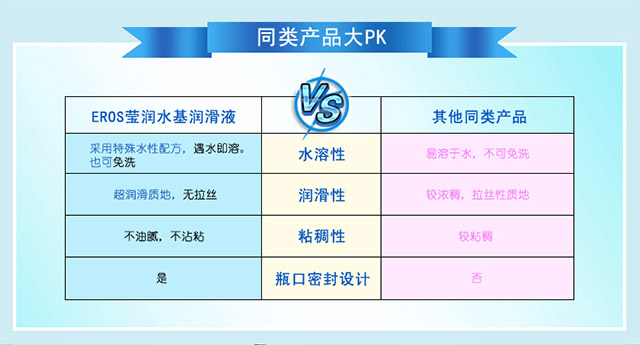 同类产品大PK
VS
EROS莹润水基润滑液
其他同类产品
采用特殊水性配方，遇水即溶。
也可免洗
水溶性
易溶于水，不可免洗
超润滑质地，无拉丝
润滑性
较浓稠，拉丝性质地
不油腻，不沾粘
粘稠性
较粘稠
是
瓶口密封设计
否